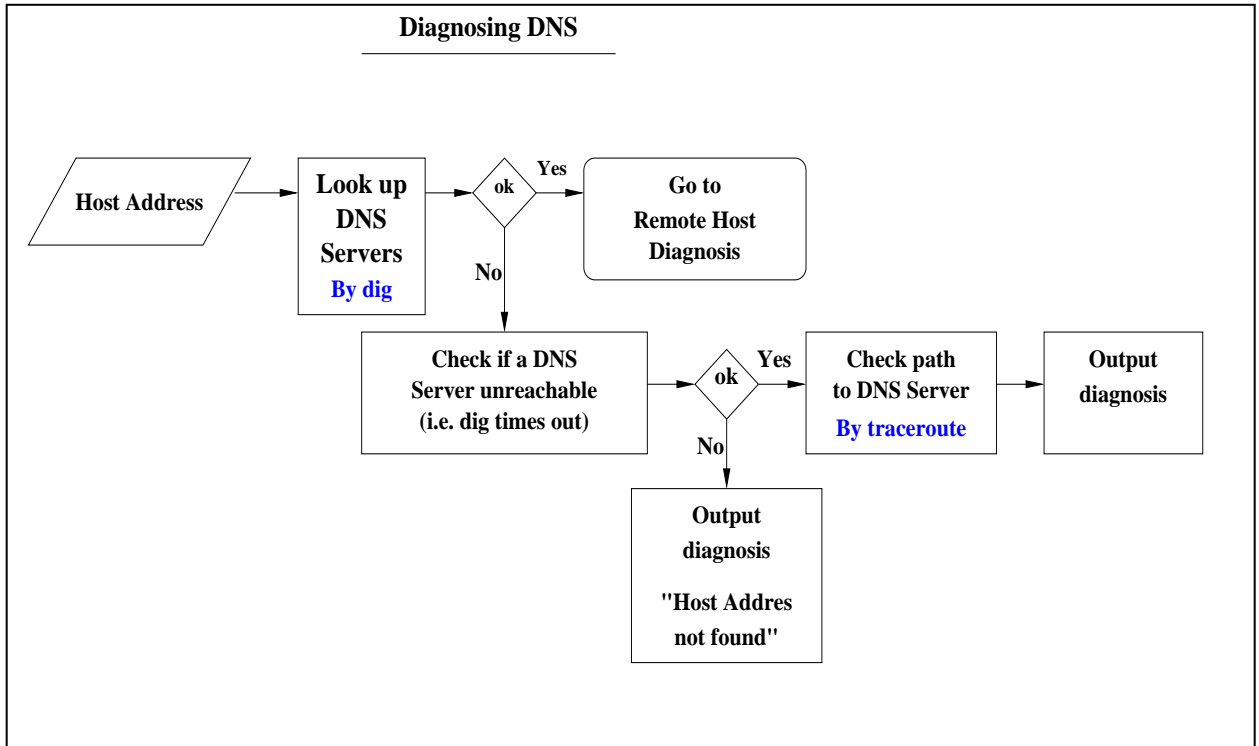 Diagnosing DNS
Host Address
Look up
DNS
Servers
By dig
ok
Yes
Go to
Remote Host
Diagnosis
No
Check if a DNS
Server unreachable
(i.e. dig times out)
ok
Yes
Check path
to DNS Server
By traceroute
Output
diagnosis
No
Output
diagnosis
"Host Addres
not found"